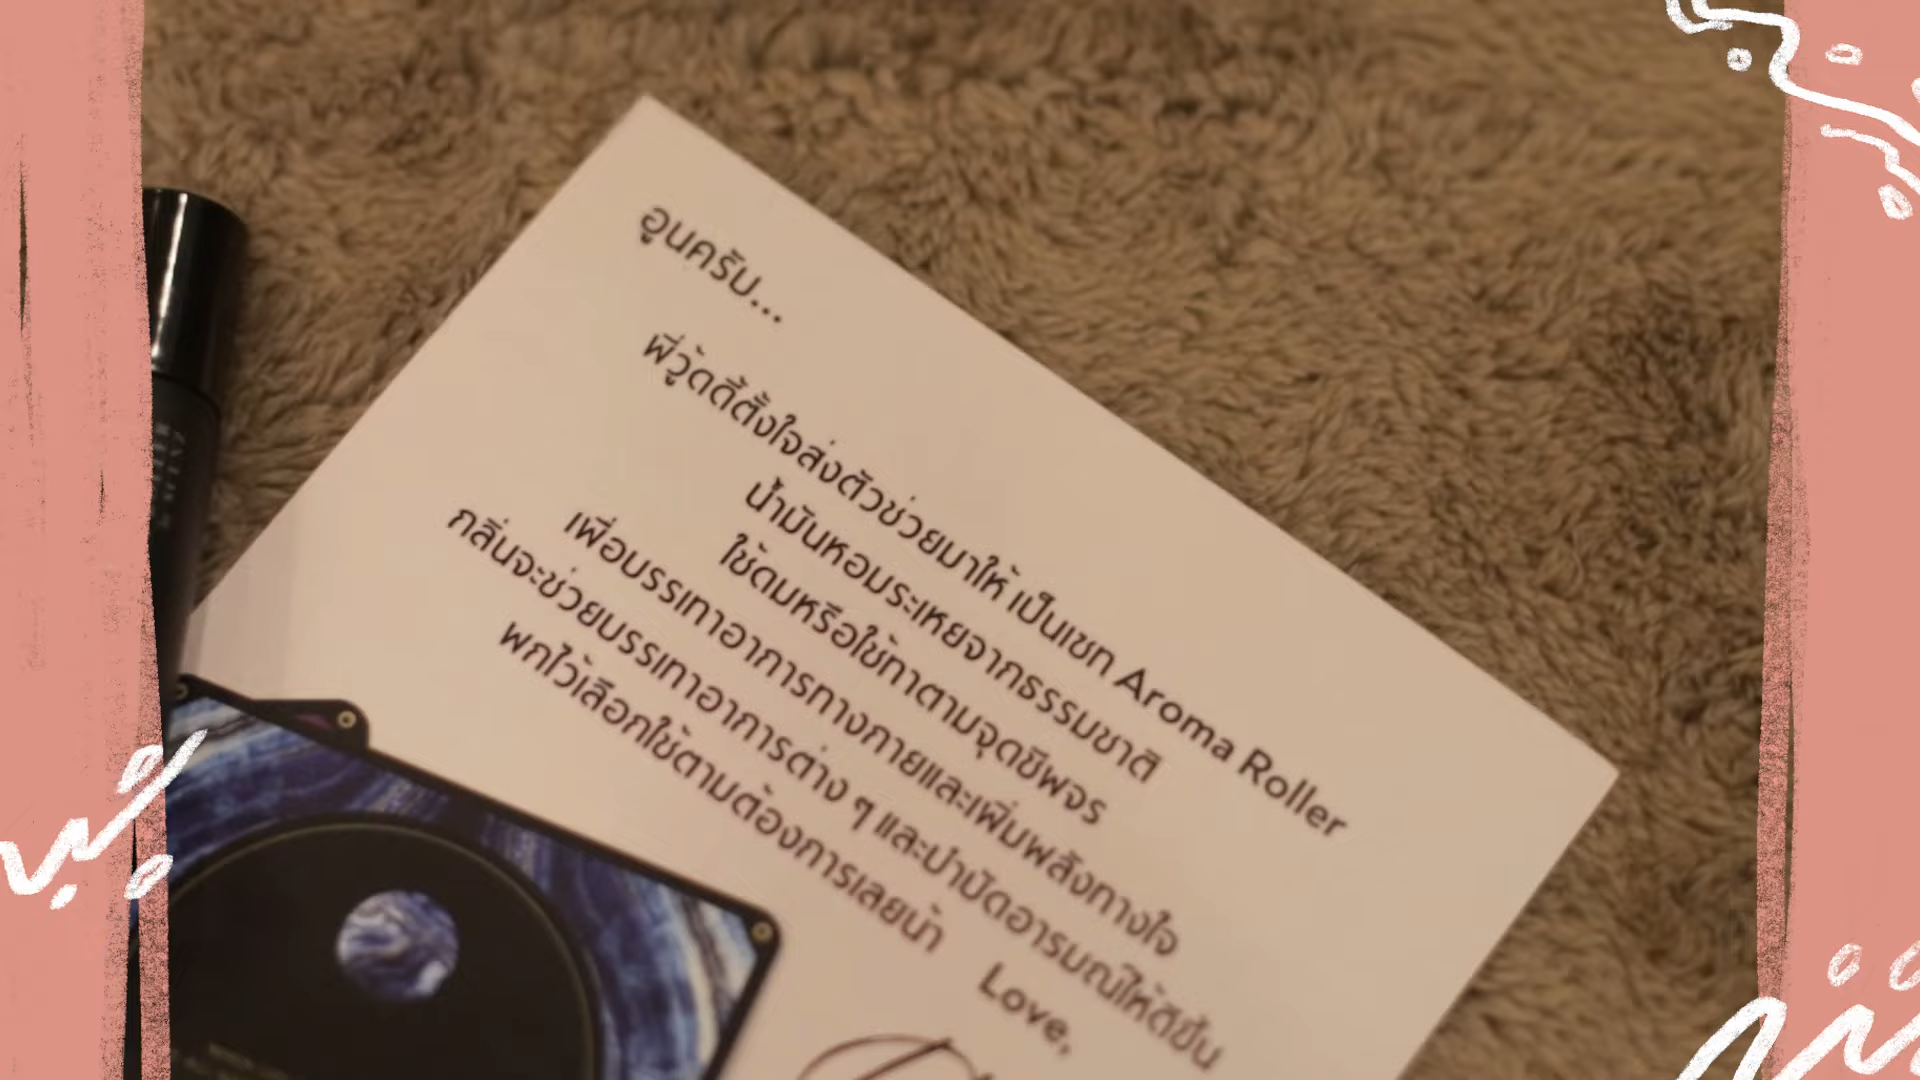 อูนครับ...
พี่วู้ดดี้ตั้งใจส่งตัวช่วยมาให้ เป็นเซท Aroma Roller
น้ำมันหอมระเหยจากธรรมชาติ
ใช้ดมหรือใช้ทาตามจุดชีพจร
เพื่อบรรเทาอาการทางกายและเพิ่มพลังทางใจ
กลิ่นจะช่วยบรรเทาอาการต่าง ๆ และบำบัดอารมณ์ให้ดีขึ้น
พกไว้เลือกใช้ตามต้องการเลยน้า
Love,